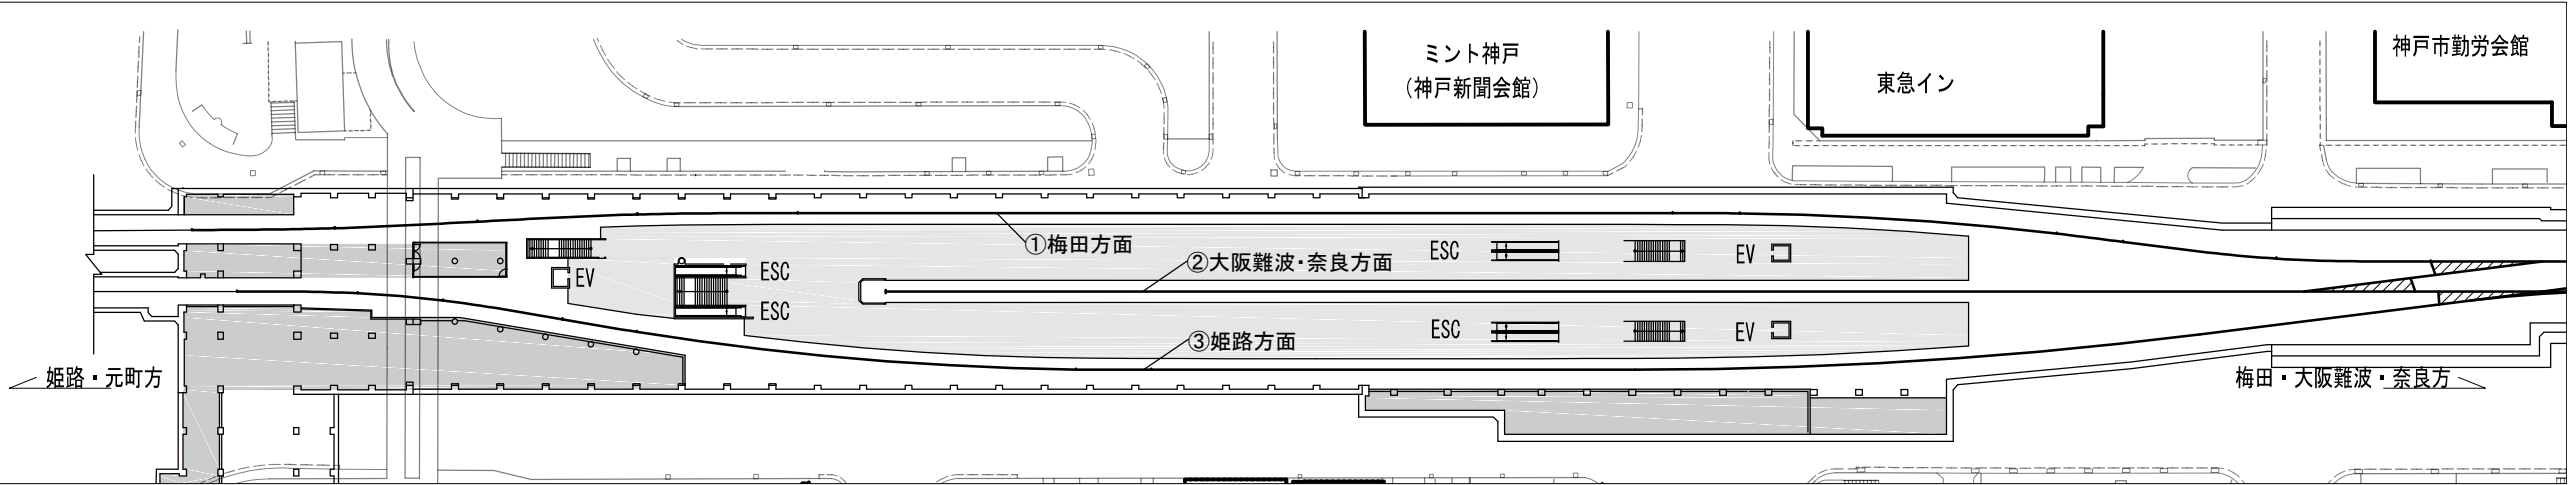 ミント神戸
(神戸新聞会館)
東急イン
神戸市勤労会館
①梅田方面
②大阪難波・奈良方面
③姫路方面
EV
ESC
ESC
ESC
EV
ESC
EV
姫路・元町方
梅田・大阪難波・奈良方